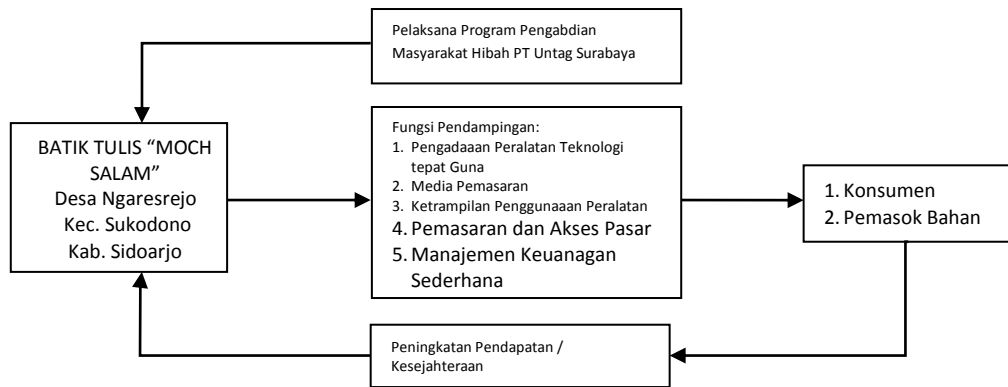 Pelaksana Program Pengabdian
Masyarakat Hibah PT Untag Surabaya
BATIK TULIS “MOCH
SALAM”
Desa Ngaresrejo
Kec. Sukodono
Kab. Sidoarjo
Fungsi Pendampingan:
1. Pengadaaan Peralatan Teknologi
tepat Guna
2. Media Pemasaran
3. Ketrampilan Penggunaaan Peralatan
4. Pemasaran dan Akses Pasar
5. Manajemen Keuanagan
Sederhana
1. Konsumen
2. Pemasok Bahan
Peningkatan Pendapatan /
Kesejahteraan